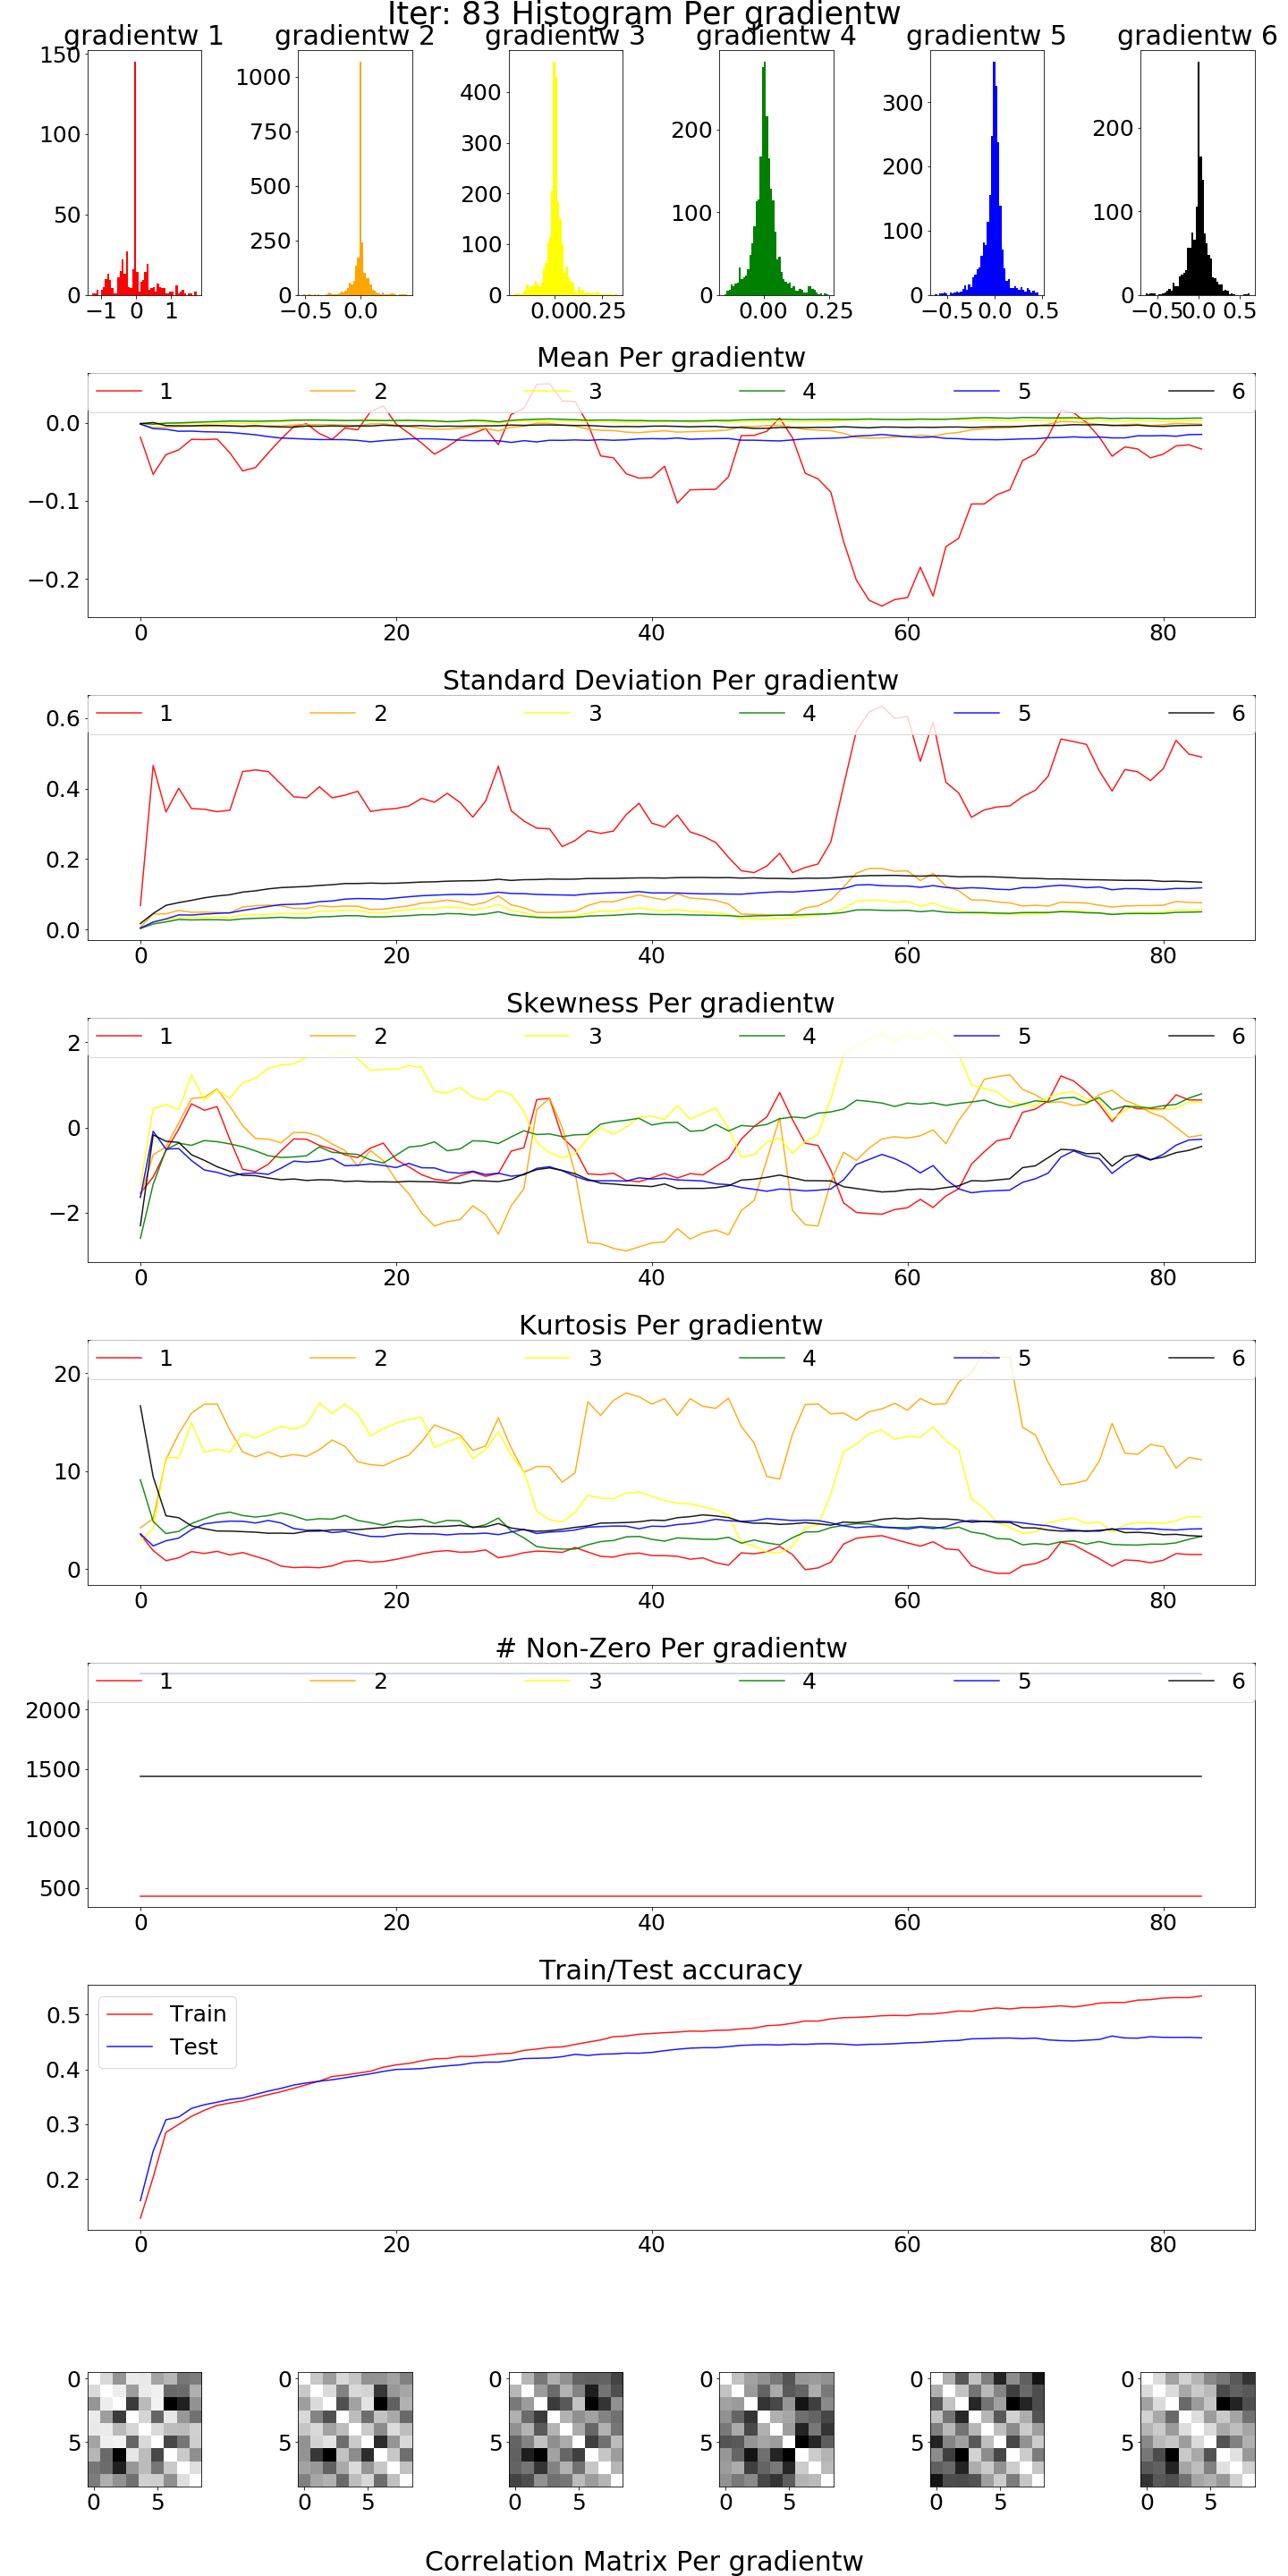 Iter: 83 Histogram Per gradientw
gradientw 1 gradientw 2 gradientw 3 gradientw 4 gradientw 5 gradientw 6
150
100
50
0
−1 0 1
1000
750
500
250
0
−0.5 0.0
400
300
200
100
0
0.00 0.25
200
100
0
0.00 0.25
300
200
100
0
−0.5 0.0 0.5
200
100
0
−0.5 0.0 0.5
Mean Per gradientw
1 2 3 4 5 6
0.0
−0.1
−0.2
0 20 40 60 80
Standard Deviation Per gradientw
1 2 3 4 5 6
0.6
0.4
0.2
0.0
0 20 40 60 80
Skewness Per gradientw
1 2 3 4 5 6
2
0
−2
0 20 40 60 80
Kurtosis Per gradientw
1 2 3 4 5 6
20
10
0
0 20 40 60 80
# Non-Zero Per gradientw
1 2 3 4 5 6
2000
1500
1000
500
0 20 40 60 80
Train/Test accuracy
Train
Test
0.5
0.4
0.3
0.2
0 20 40 60 80
0 0 0 0 0 0
5 5 5 5 5 5
0 5 0 5 0 5 0 5 0 5 0 5
Correlation Matrix Per gradientw